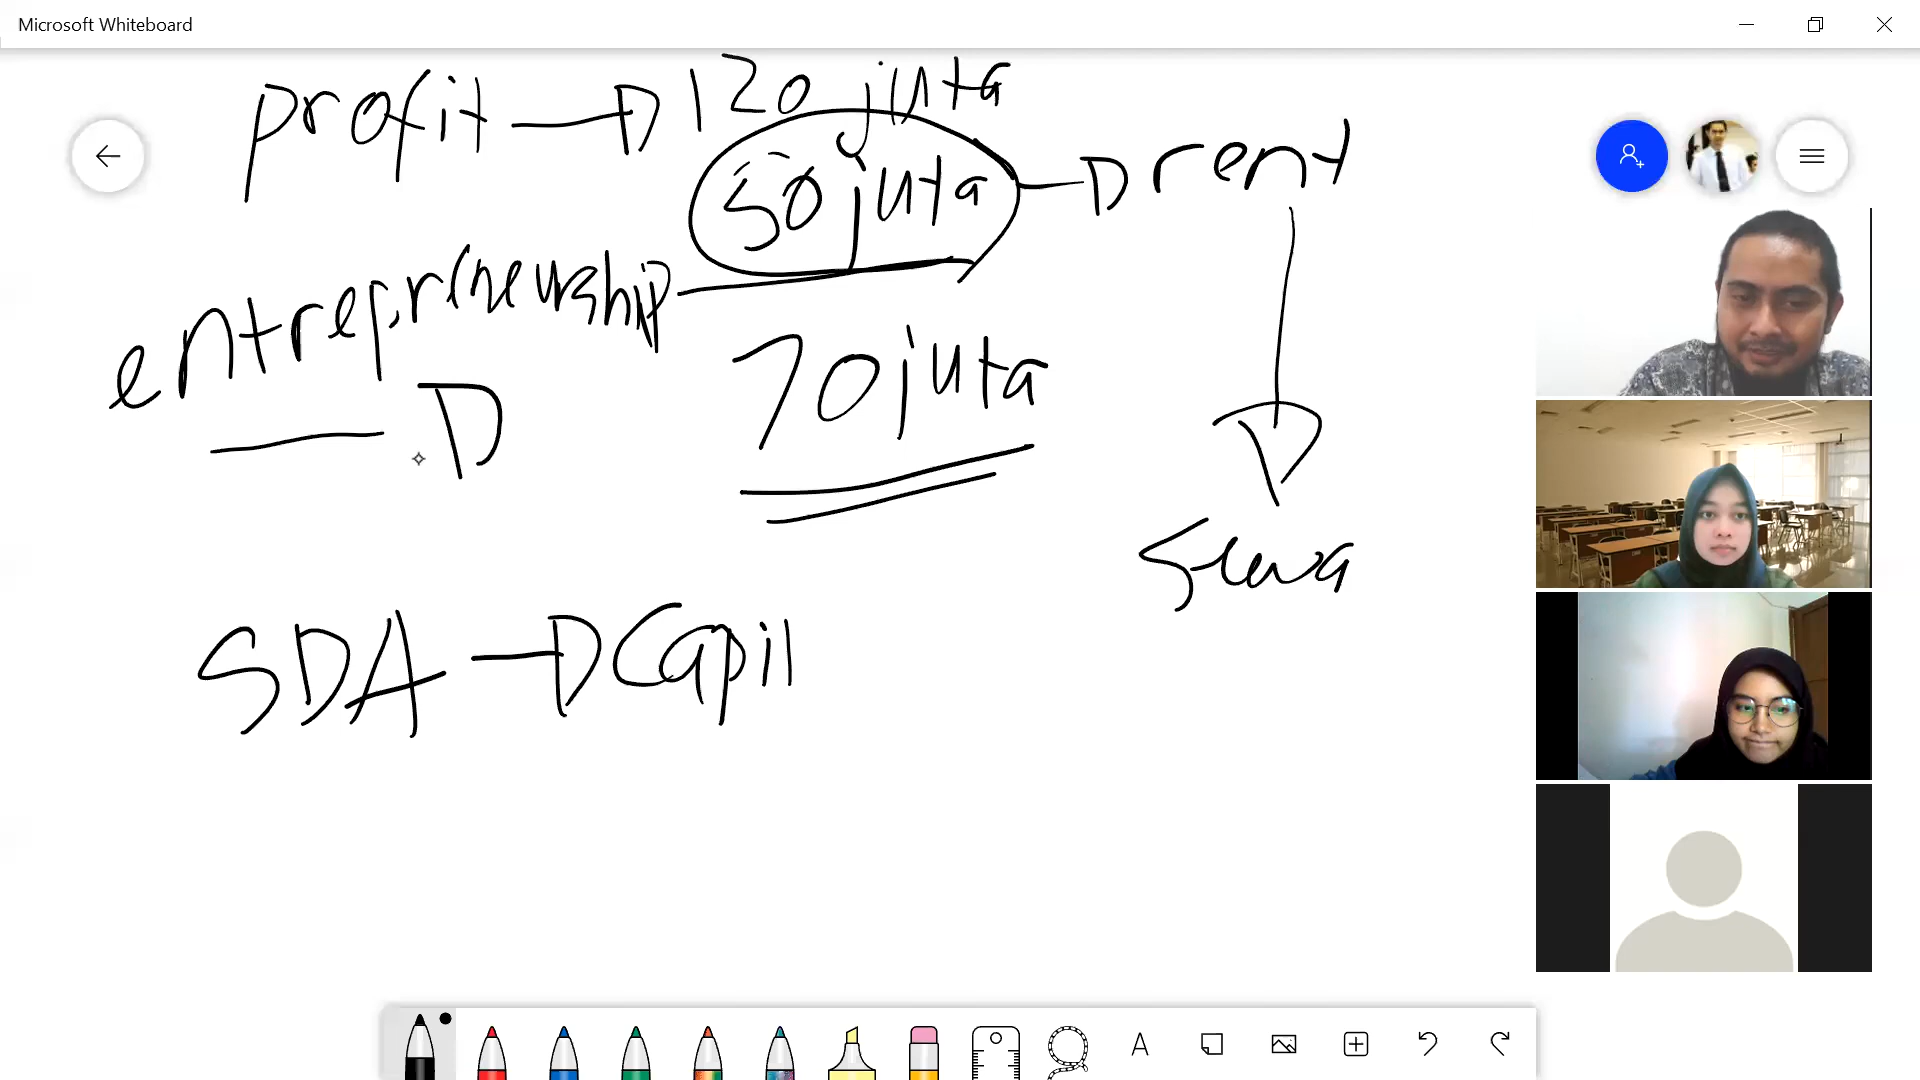 Microsoft Whiteboard
profit → 120 juta
50 juta → rent
entrepreneurship
70 juta
Sewa
SDA → Capil
A